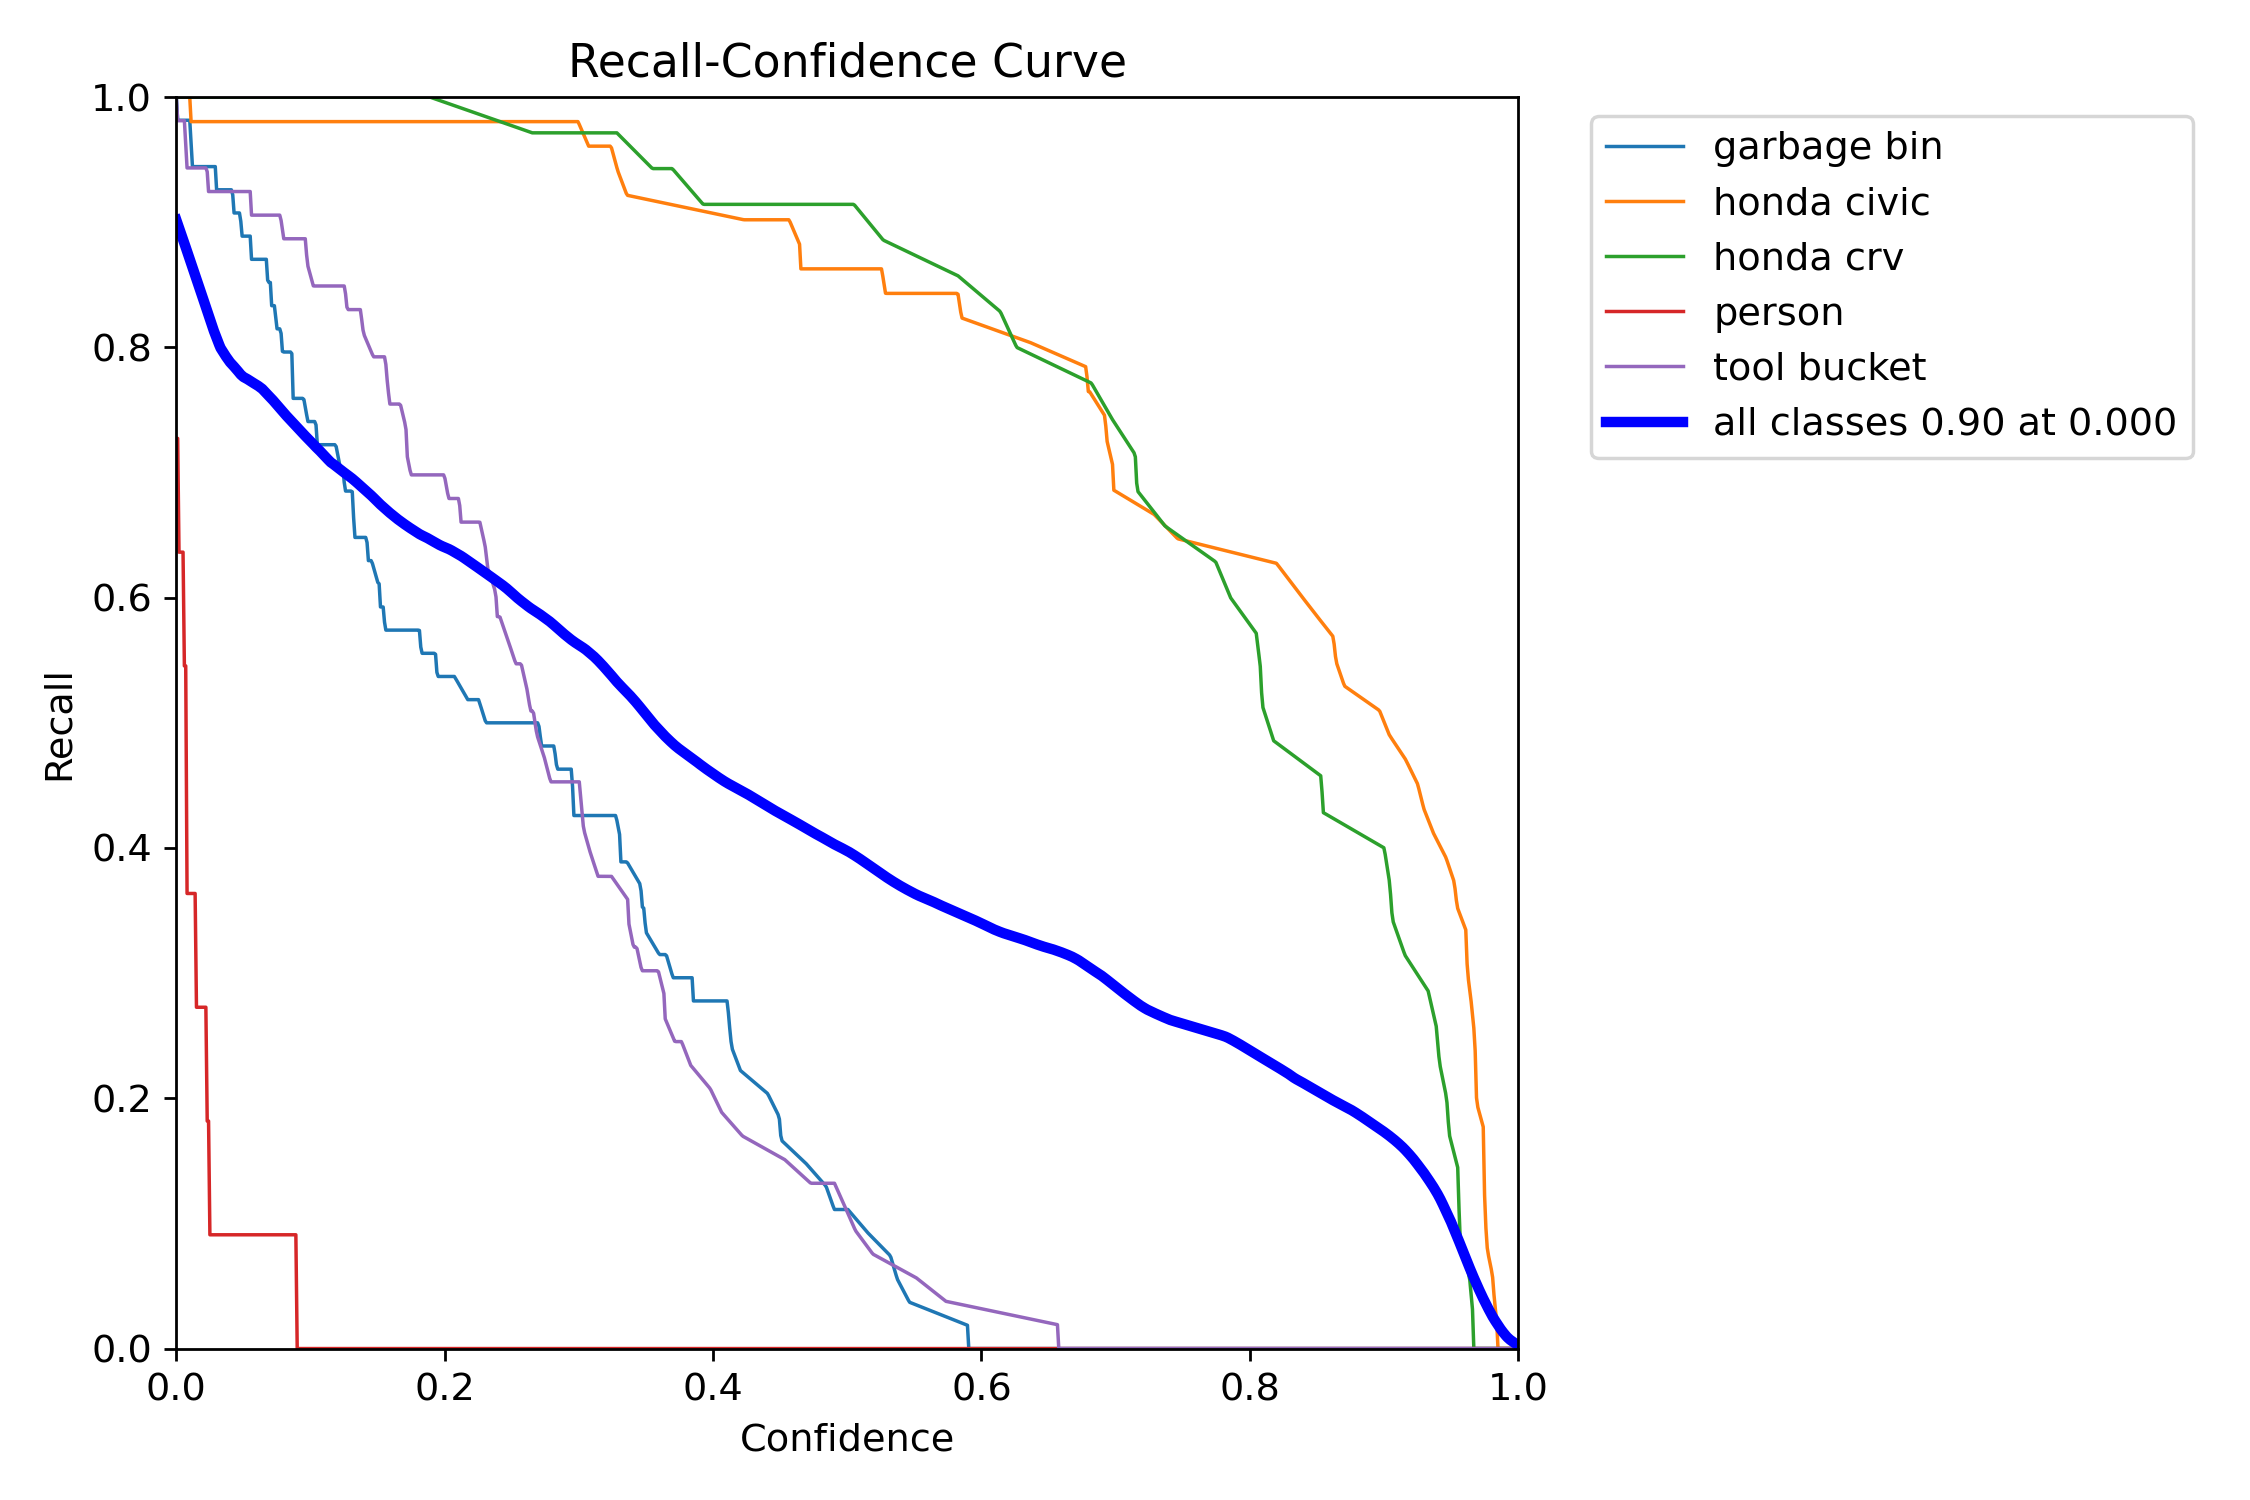 Recall-Confidence Curve
1.0
0.8
0.6
0.4
0.2
0.0
Recall
0.0 0.2 0.4 0.6 0.8 1.0
Confidence
garbage bin
honda civic
honda crv
person
tool bucket
all classes 0.90 at 0.000